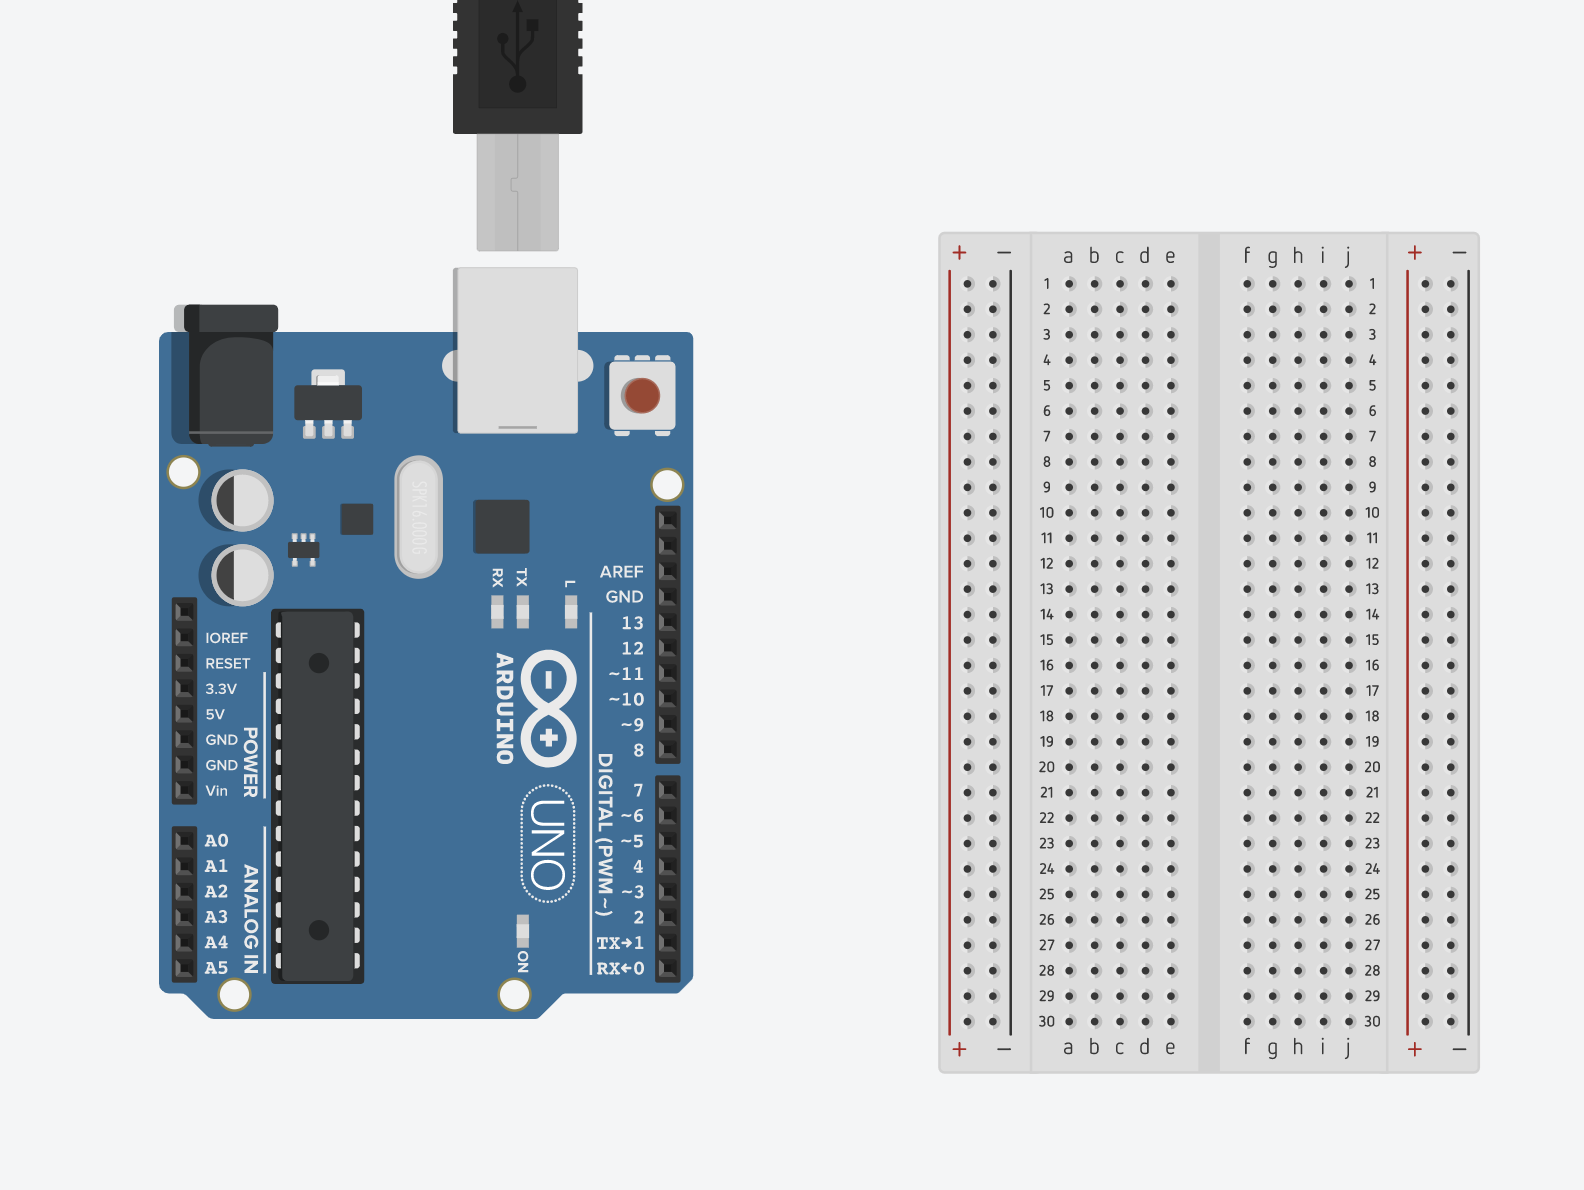 SPK16.000G
RX
TX
L
AREF
GND
13
12
~11
~10
~9
8
7
~6
~5
4
~3
2
TX→1
RX←0
DIGITAL (PWM~)
ARDUINO
UNO
ON
IOREF
RESET
3.3V
5V
GND
GND
Vin
POWER
A0
A1
A2
A3
A4
A5
ANALOG IN
+ − a b c d e f g h i j + −
1 1
2 2
3 3
4 4
5 5
6 6
7 7
8 8
9 9
10 10
11 11
12 12
13 13
14 14
15 15
16 16
17 17
18 18
19 19
20 20
21 21
22 22
23 23
24 24
25 25
26 26
27 27
28 28
29 29
30 30
+ − a b c d e f g h i j + −